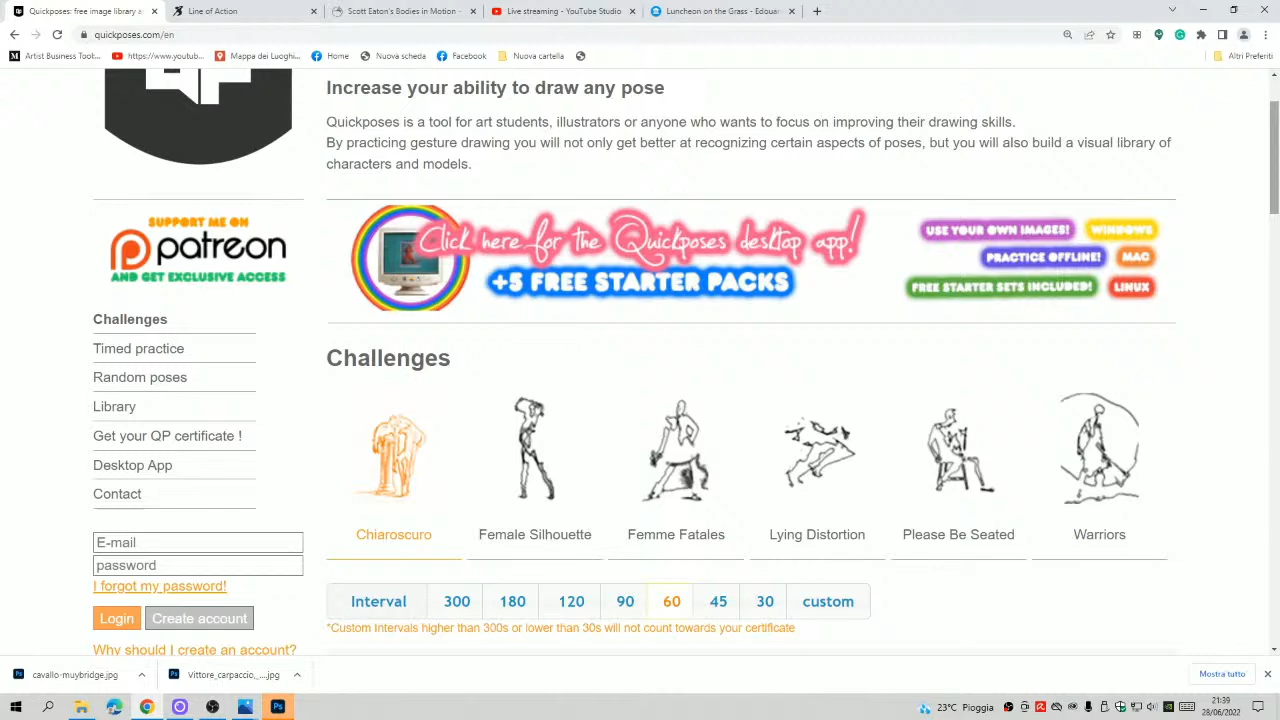 Quickposes: free image/
Line of Action
Scott Eaton's Bodies in Motion -
Live streaming - YouTube Studio
Luncheon on the Grass - Edouar
quickposes.com/en
Artist Business Tool...
https://www.youtub...
Mappa dei Luoghi...
Home
Nuova scheda
Facebook
Nuova cartella
Altri Preferiti
Increase your ability to draw any pose
Quickposes is a tool for art students, illustrators or anyone who wants to focus on improving their drawing skills.
By practicing gesture drawing you will not only get better at recognizing certain aspects of poses, but you will also build a visual library of
characters and models.
SUPPORT ME ON
patreon
AND GET EXCLUSIVE ACCESS
Click here for the Quickposes desktop app!
+5 FREE STARTER PACKS
USE YOUR OWN IMAGES! WINDOWS
PRACTICE OFFLINE! MAC
FREE STARTER SETS INCLUDED! LINUX
Challenges
Timed practice
Random poses
Library
Get your QP certificate !
Desktop App
Contact
E-mail
password
I forgot my password!
Login Create account
Why should I create an account?
Challenges
Chiaroscuro
Female Silhouette
Femme Fatales
Lying Distortion
Please Be Seated
Warriors
Interval 300 180 120 90 60 45 30 custom
*Custom Intervals higher than 300s or lower than 30s will not count towards your certificate
cavallo-muybridge.jpg
Vittore_carpaccio,_...jpg
Mostra tutto
23°C Pioggia
21:39
28/06/2022